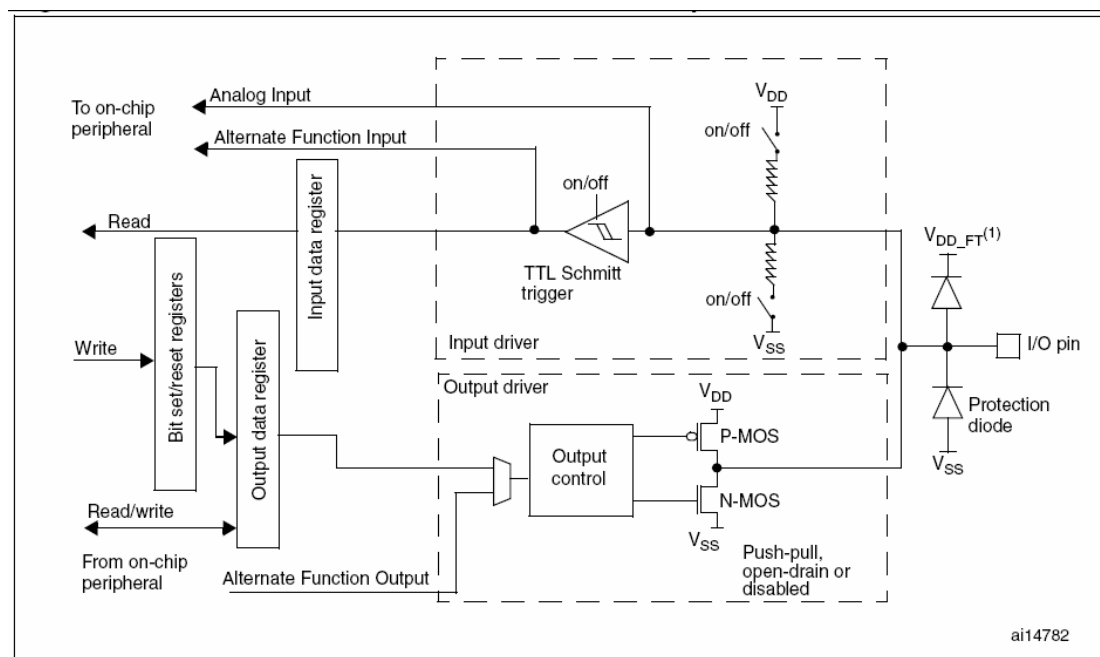 Analog Input
To on-chip
peripheral
Alternate Function Input
Read
Input data register
on/off
TTL Schmitt
trigger
VDD
on/off
on/off
VSS
Input driver
VDD_FT(1)
I/O pin
Protection
diode
VSS
Write
Bit set/reset registers
Output data register
Read/write
From on-chip
peripheral
Alternate Function Output
Output driver
Output
control
VDD
P-MOS
N-MOS
VSS
Push-pull,
open-drain or
disabled
ai14782